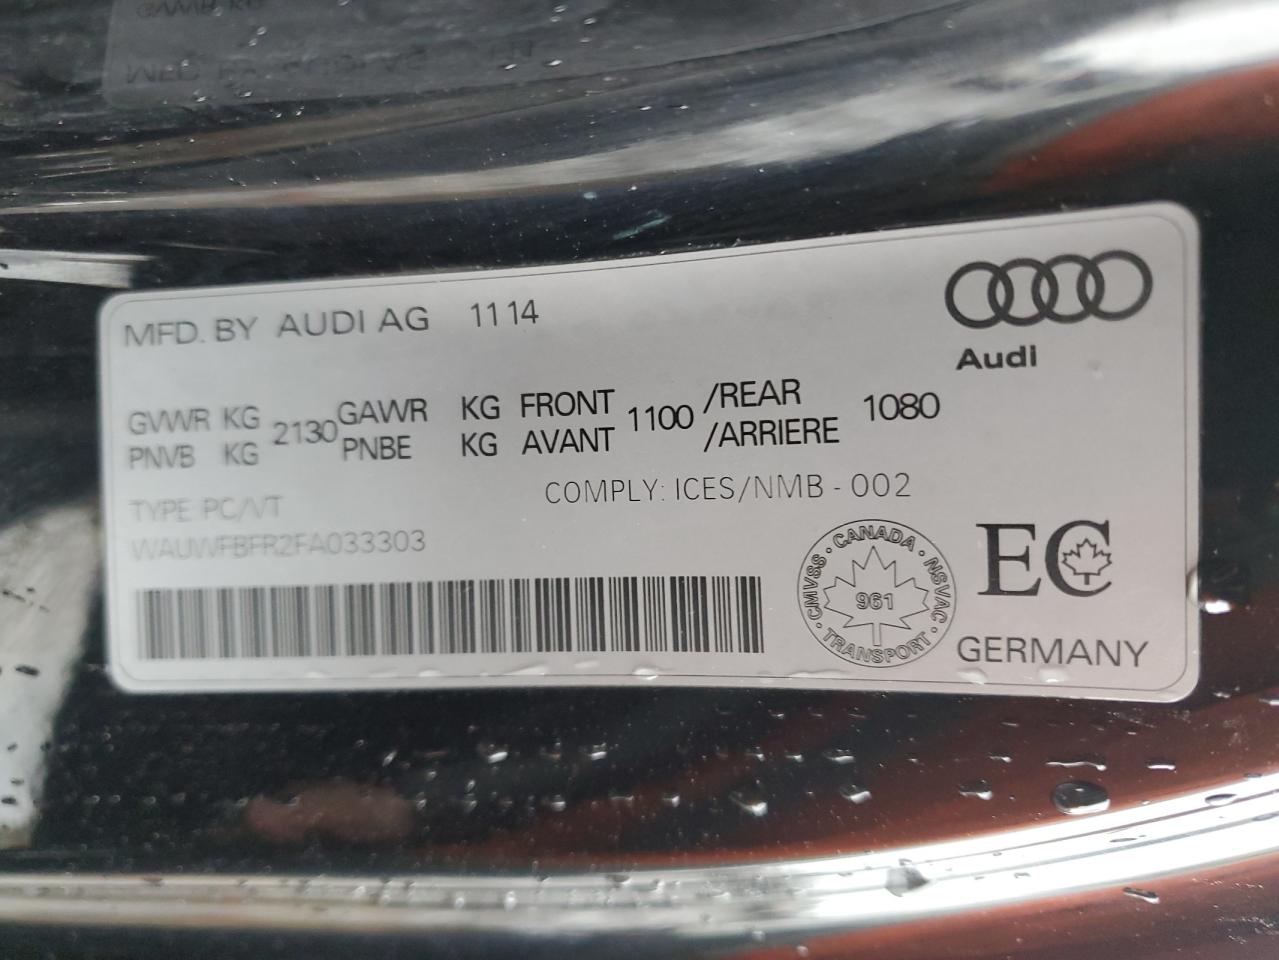 MFD. BY AUDI AG 1114
Audi
GVWR KG 2130 GAWR KG FRONT 1100 /REAR 1080
PNVB KG PNBE KG AVANT /ARRIERE
COMPLY: ICES/NMB - 002
TYPE PC/VT
WAUWFBFR2FA033303
· CANADA · NSVAC · TRANSPORT · CMVSS
961
EC
GERMANY